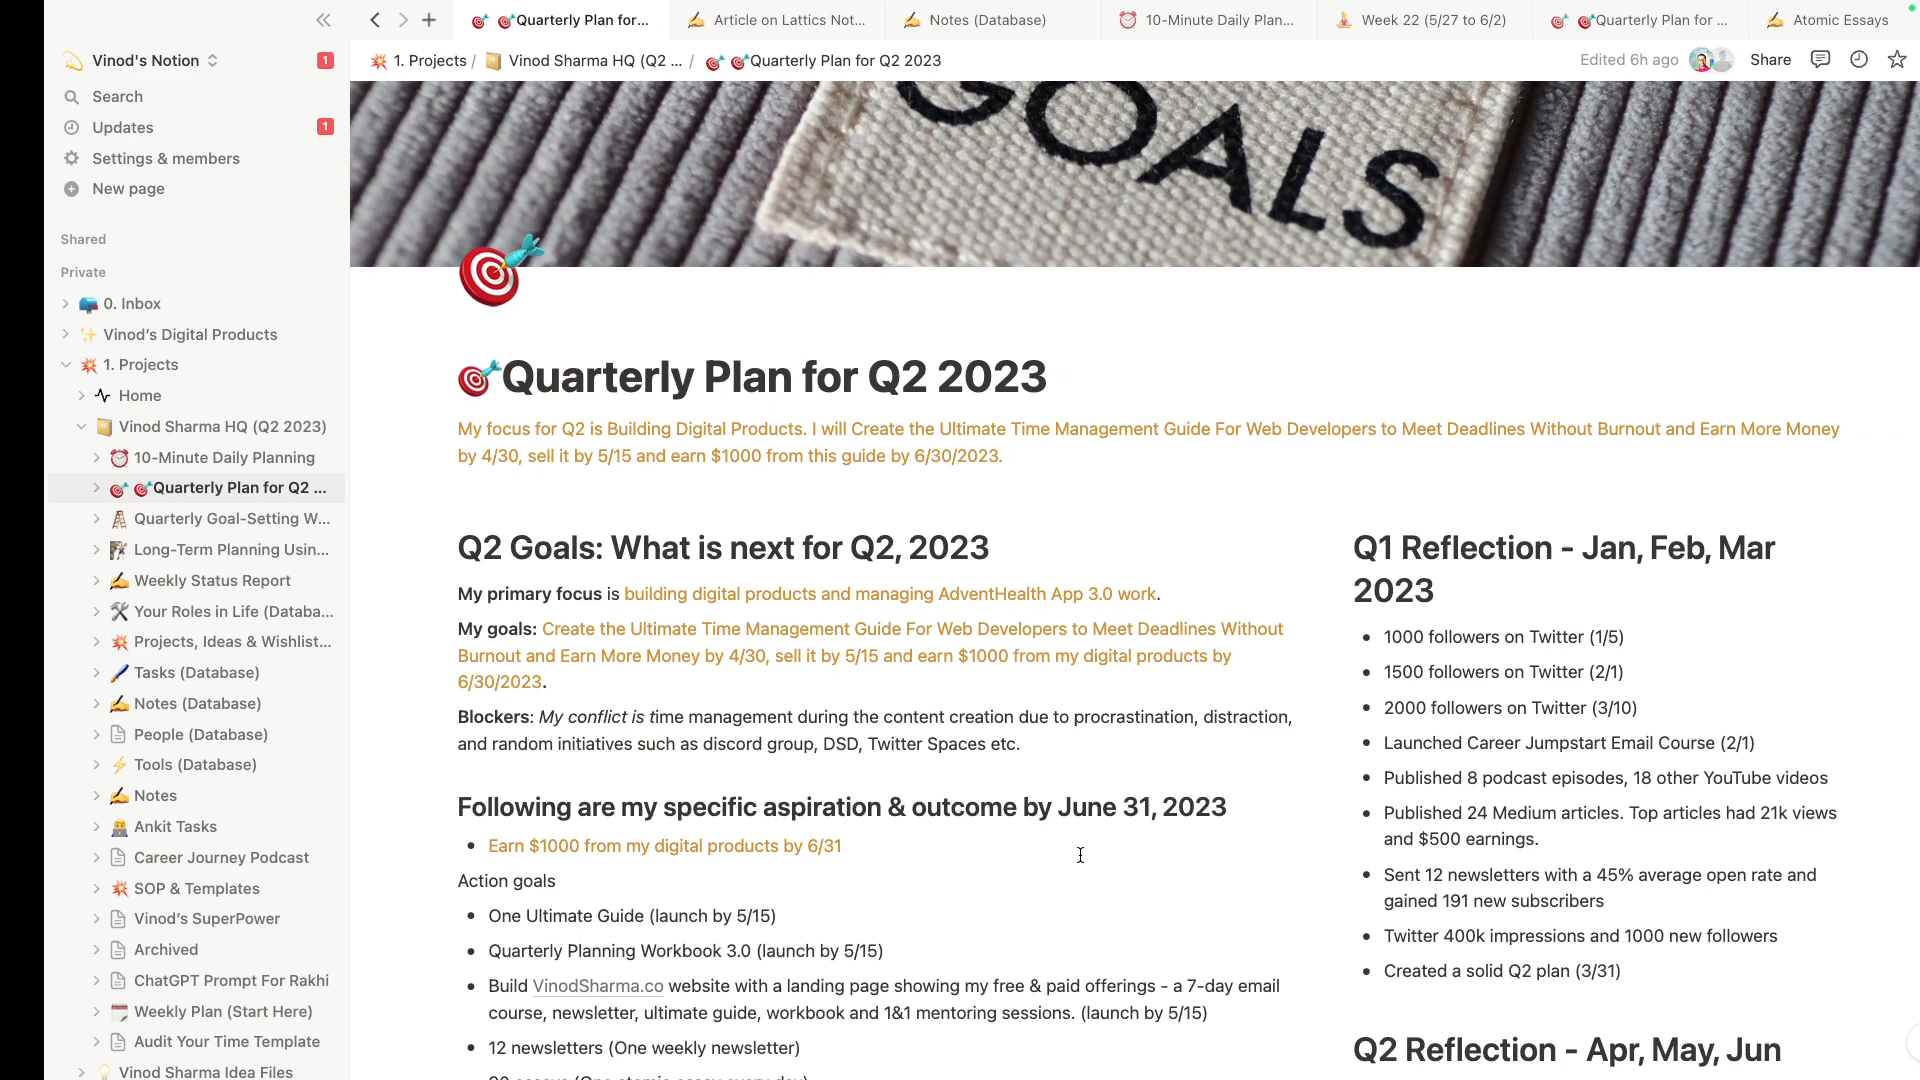 Quarterly Plan for...
Article on Lattics Not...
Notes (Database)
10-Minute Daily Plan...
Week 22 (5/27 to 6/2)
Quarterly Plan for ...
Atomic Essays
Vinod's Notion
1
1. Projects / Vinod Sharma HQ (Q2 ... / Quarterly Plan for Q2 2023
Edited 6h ago
Share
Search
Updates
1
Settings & members
New page
Shared
Private
0. Inbox
Vinod's Digital Products
1. Projects
Home
Vinod Sharma HQ (Q2 2023)
10-Minute Daily Planning
Quarterly Plan for Q2 ...
Quarterly Goal-Setting W...
Long-Term Planning Usin...
Weekly Status Report
Your Roles in Life (Databa...
Projects, Ideas & Wishlist...
Tasks (Database)
Notes (Database)
People (Database)
Tools (Database)
Notes
Ankit Tasks
Career Journey Podcast
SOP & Templates
Vinod's SuperPower
Archived
ChatGPT Prompt For Rakhi
Weekly Plan (Start Here)
Audit Your Time Template
Vinod Sharma Idea Files
GOALS
Quarterly Plan for Q2 2023
My focus for Q2 is Building Digital Products. I will Create the Ultimate Time Management Guide For Web Developers to Meet Deadlines Without Burnout and Earn More Money
by 4/30, sell it by 5/15 and earn $1000 from this guide by 6/30/2023.
Q2 Goals: What is next for Q2, 2023
My primary focus is building digital products and managing AdventHealth App 3.0 work.
My goals: Create the Ultimate Time Management Guide For Web Developers to Meet Deadlines Without
Burnout and Earn More Money by 4/30, sell it by 5/15 and earn $1000 from my digital products by
6/30/2023.
Blockers: My conflict is time management during the content creation due to procrastination, distraction,
and random initiatives such as discord group, DSD, Twitter Spaces etc.
Following are my specific aspiration & outcome by June 31, 2023
• Earn $1000 from my digital products by 6/31
Action goals
• One Ultimate Guide (launch by 5/15)
• Quarterly Planning Workbook 3.0 (launch by 5/15)
• Build VinodSharma.co website with a landing page showing my free & paid offerings - a 7-day email
course, newsletter, ultimate guide, workbook and 1&1 mentoring sessions. (launch by 5/15)
• 12 newsletters (One weekly newsletter)
Q1 Reflection - Jan, Feb, Mar
2023
• 1000 followers on Twitter (1/5)
• 1500 followers on Twitter (2/1)
• 2000 followers on Twitter (3/10)
• Launched Career Jumpstart Email Course (2/1)
• Published 8 podcast episodes, 18 other YouTube videos
• Published 24 Medium articles. Top articles had 21k views
and $500 earnings.
• Sent 12 newsletters with a 45% average open rate and
gained 191 new subscribers
• Twitter 400k impressions and 1000 new followers
• Created a solid Q2 plan (3/31)
Q2 Reflection - Apr, May, Jun